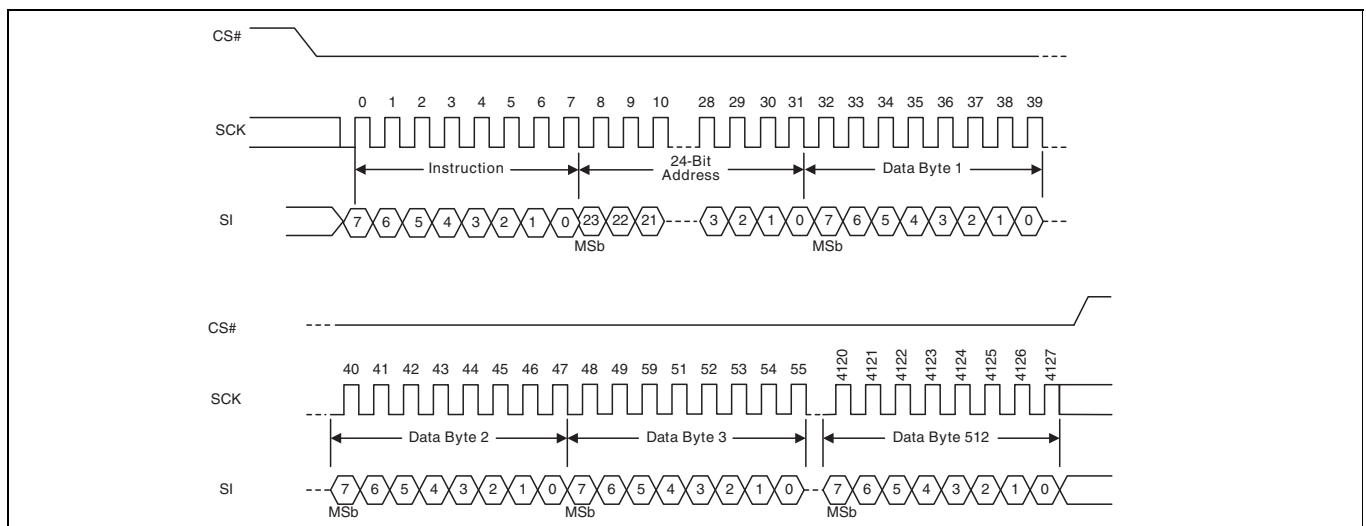 CS#
0 1 2 3 4 5 6 7 8 9 10 28 29 30 31 32 33 34 35 36 37 38 39
SCK
Instruction 24-Bit Address Data Byte 1
SI 7 6 5 4 3 2 1 0 23 22 21 3 2 1 0 7 6 5 4 3 2 1 0
MSb MSb
CS#
40 41 42 43 44 45 46 47 48 49 59 51 52 53 54 55 4120 4121 4122 4123 4124 4125 4126 4127
SCK
Data Byte 2 Data Byte 3 Data Byte 512
SI 7 6 5 4 3 2 1 0 7 6 5 4 3 2 1 0 7 6 5 4 3 2 1 0
MSb MSb MSb